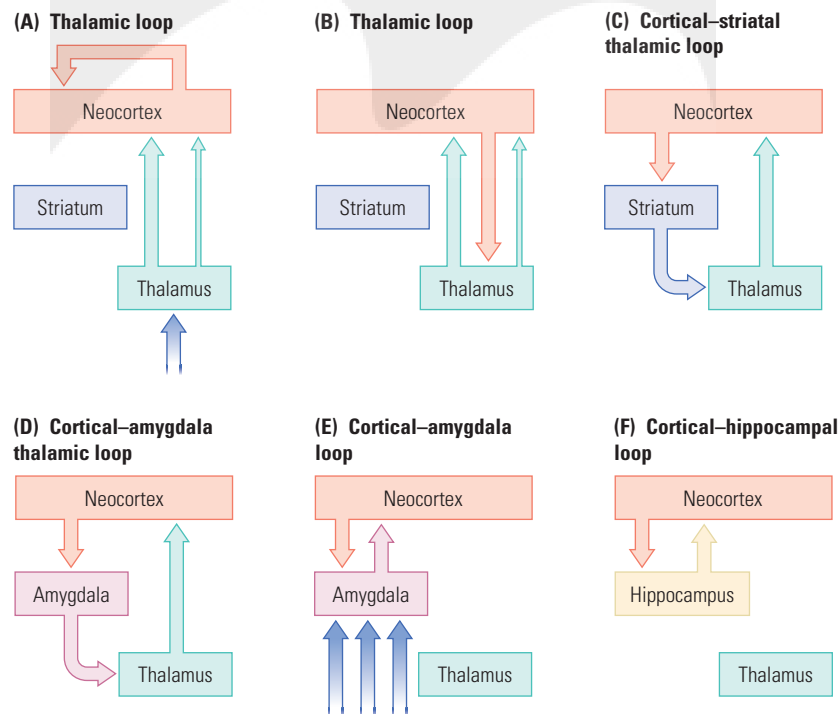 (A) Thalamic loop
Neocortex
Striatum
Thalamus
(B) Thalamic loop
Neocortex
Striatum
Thalamus
(C) Cortical–striatal
thalamic loop
Neocortex
Striatum
Thalamus
(D) Cortical–amygdala
thalamic loop
Neocortex
Amygdala
Thalamus
(E) Cortical–amygdala
loop
Neocortex
Amygdala
Thalamus
(F) Cortical–hippocampal
loop
Neocortex
Hippocampus
Thalamus